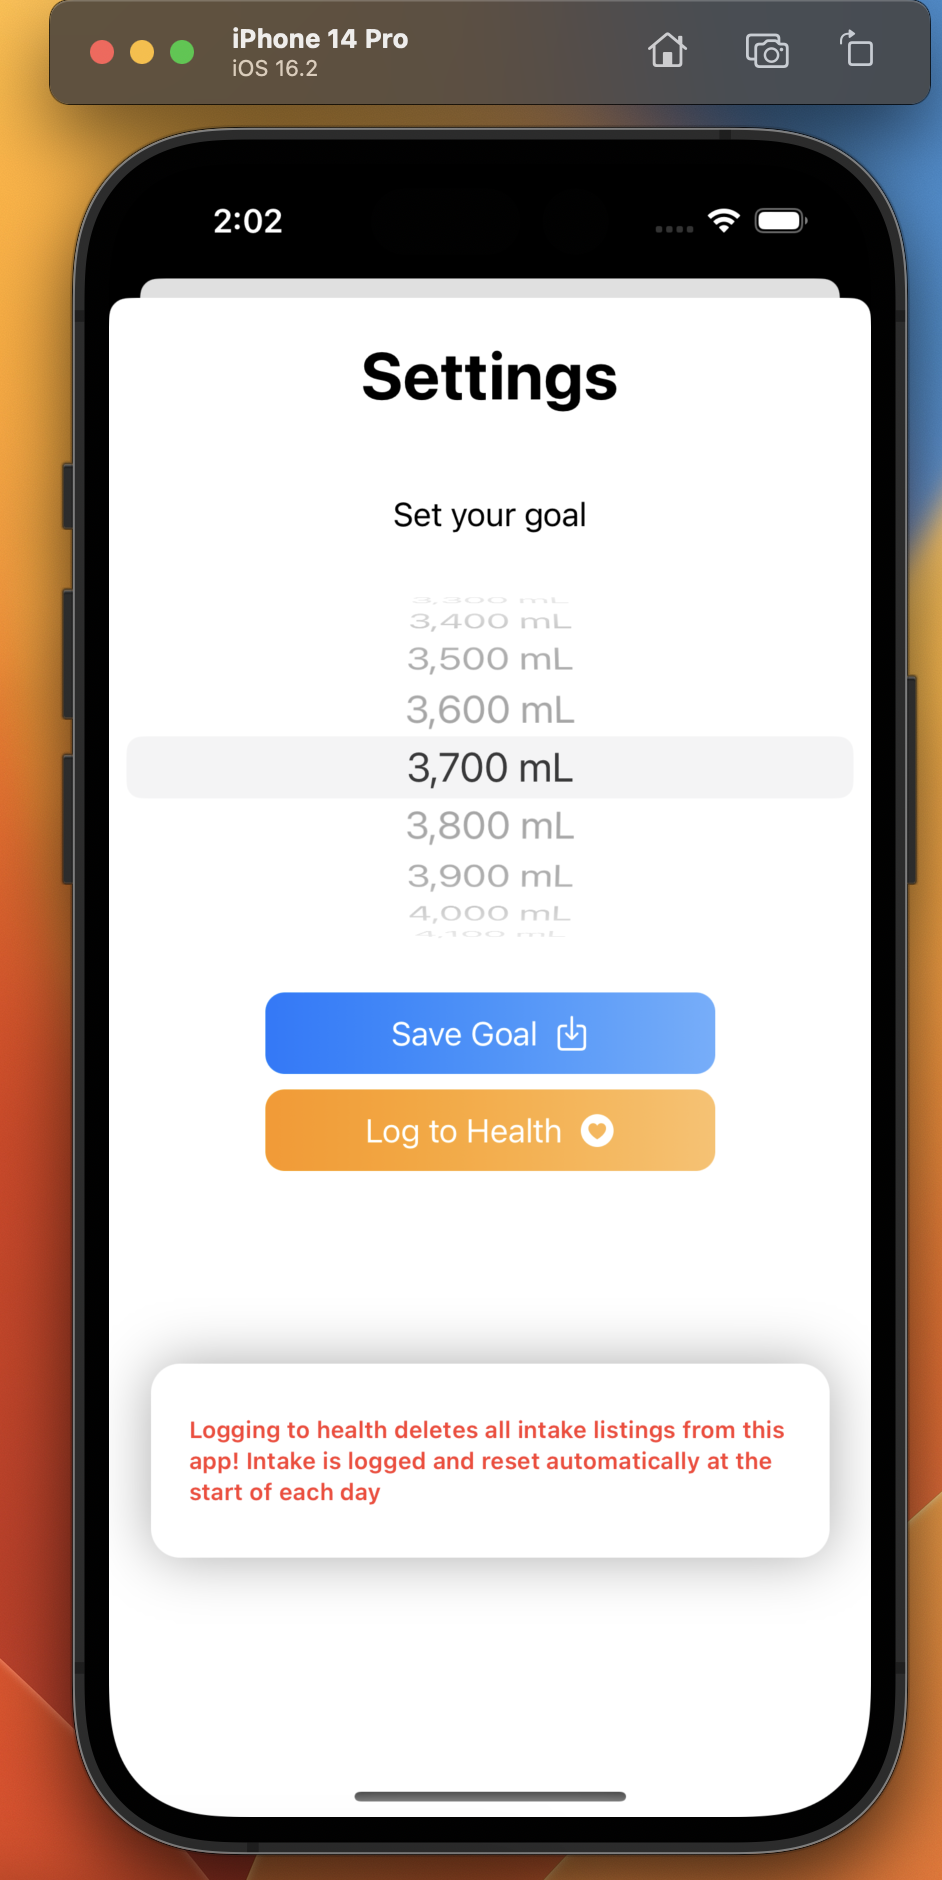 iPhone 14 Pro
iOS 16.2
2:02
Settings
Set your goal
3,300 mL
3,400 mL
3,500 mL
3,600 mL
3,700 mL
3,800 mL
3,900 mL
4,000 mL
4,100 mL
Save Goal
Log to Health
Logging to health deletes all intake listings from this
app! Intake is logged and reset automatically at the
start of each day